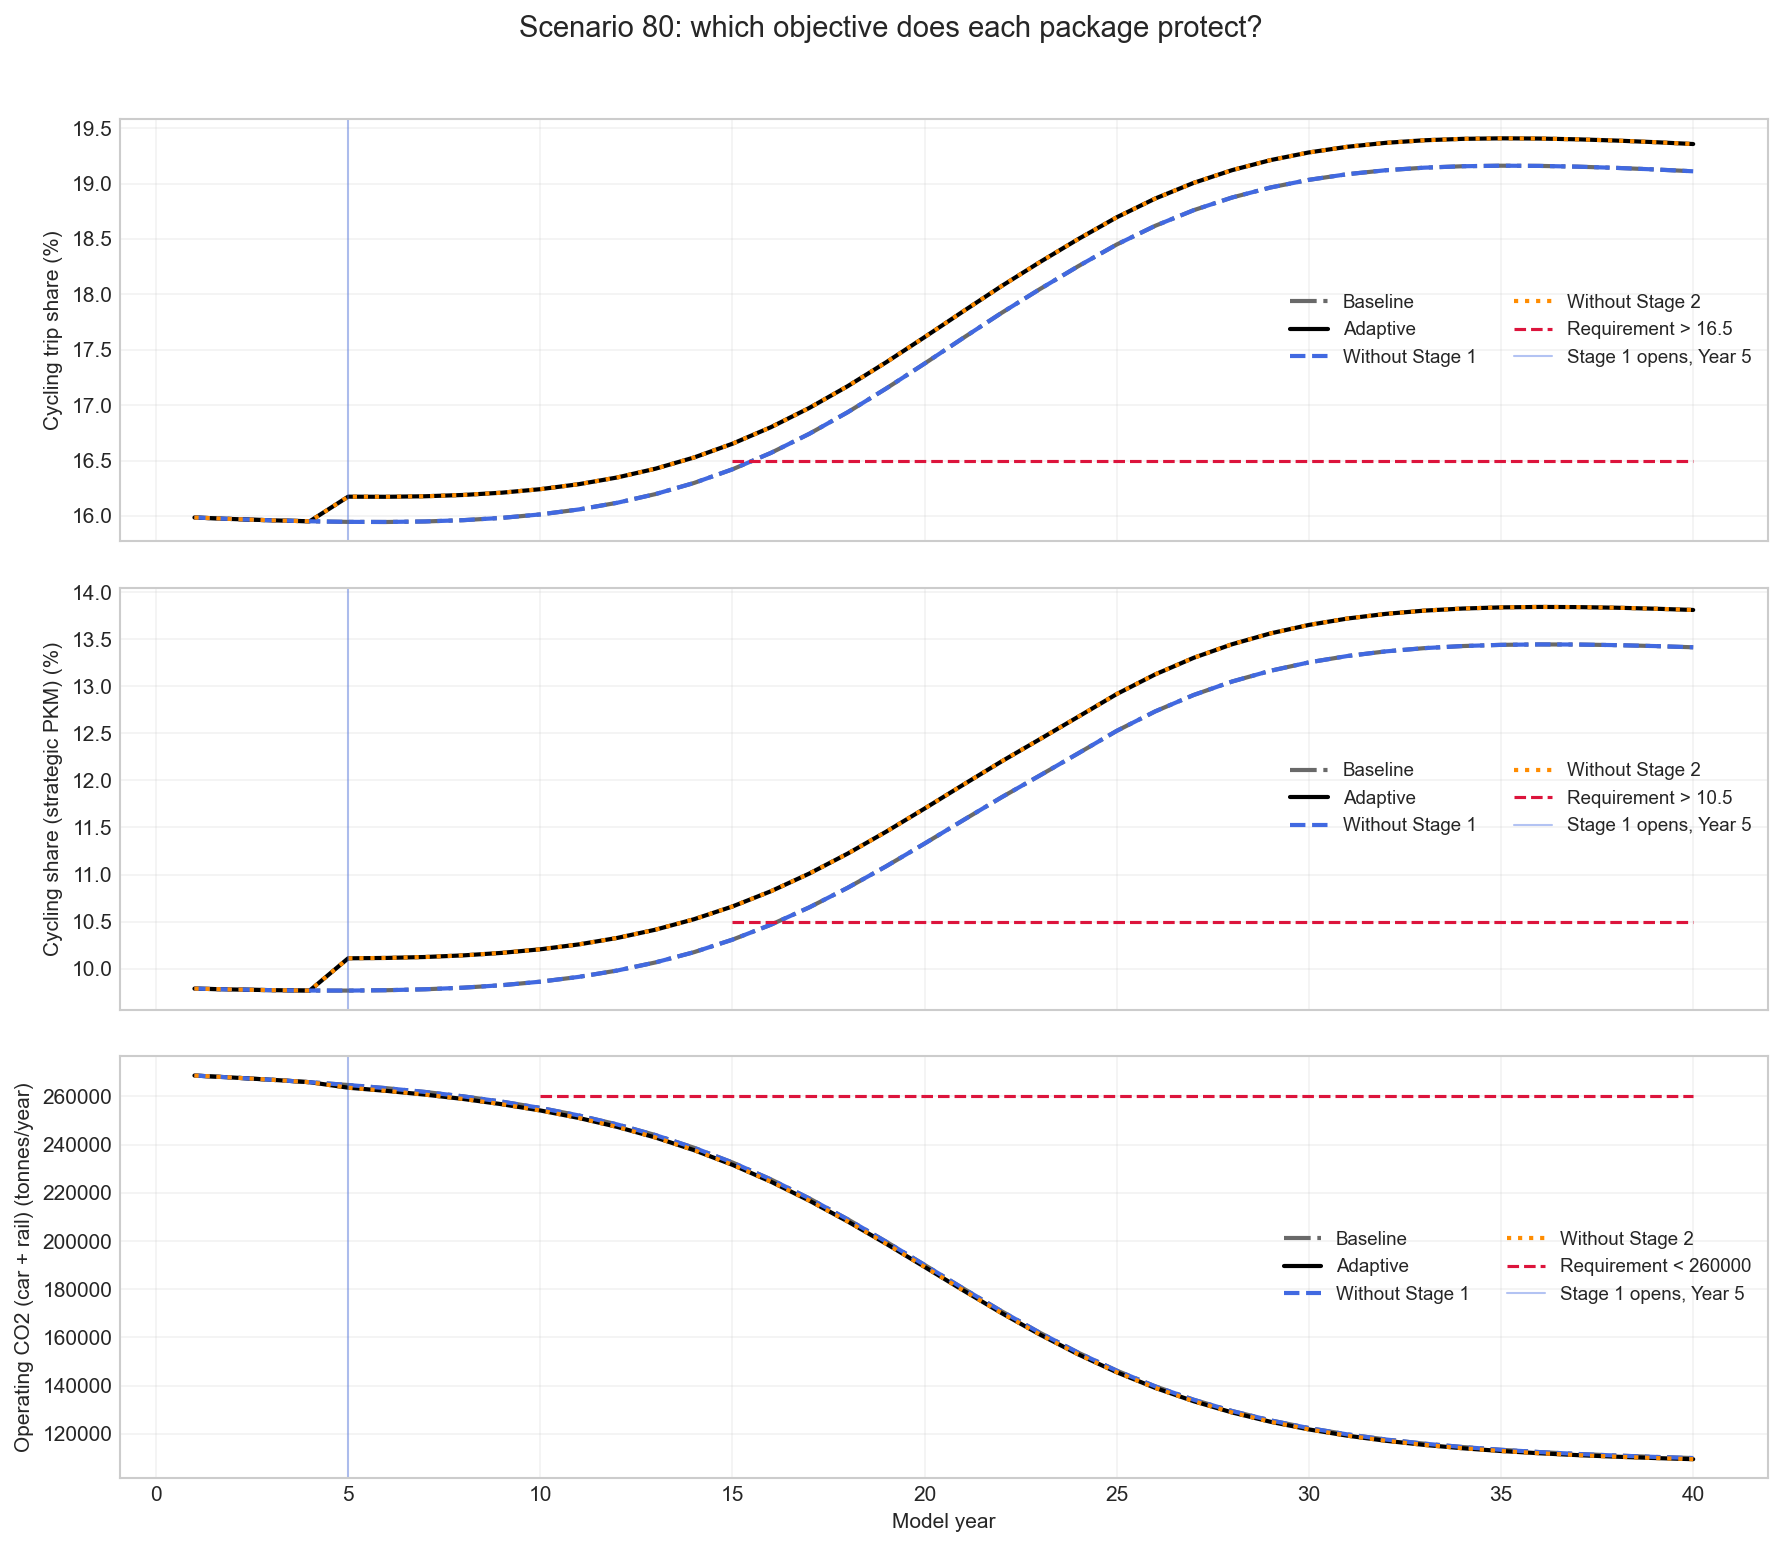 Scenario 80: which objective does each package protect?
Cycling trip share (%)
19.5
19.0
18.5
18.0
17.5
17.0
16.5
16.0
Baseline
Adaptive
Without Stage 1
Without Stage 2
Requirement > 16.5
Stage 1 opens, Year 5
Cycling share (strategic PKM) (%)
14.0
13.5
13.0
12.5
12.0
11.5
11.0
10.5
10.0
Baseline
Adaptive
Without Stage 1
Without Stage 2
Requirement > 10.5
Stage 1 opens, Year 5
Operating CO2 (car + rail) (tonnes/year)
260000
240000
220000
200000
180000
160000
140000
120000
Baseline
Adaptive
Without Stage 1
Without Stage 2
Requirement < 260000
Stage 1 opens, Year 5
0 5 10 15 20 25 30 35 40
Model year